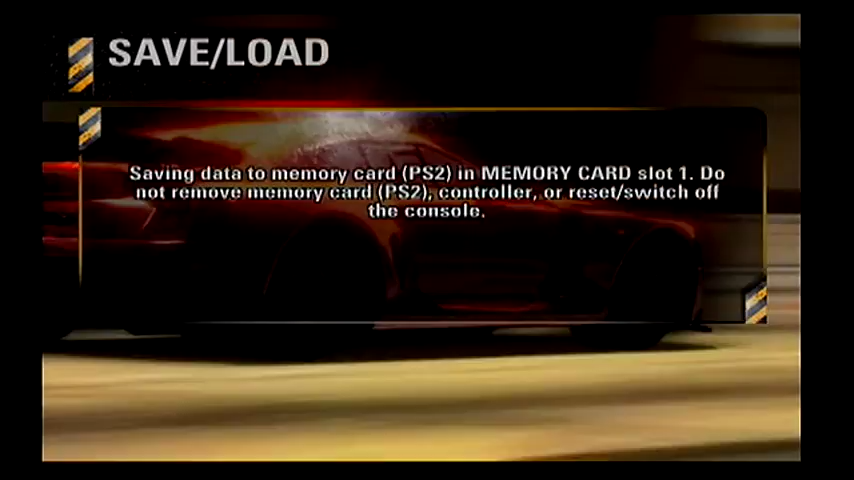 SAVE/LOAD
Saving data to memory card (PS2) in MEMORY CARD slot 1. Do
not remove memory card (PS2), controller, or reset/switch off
the console.